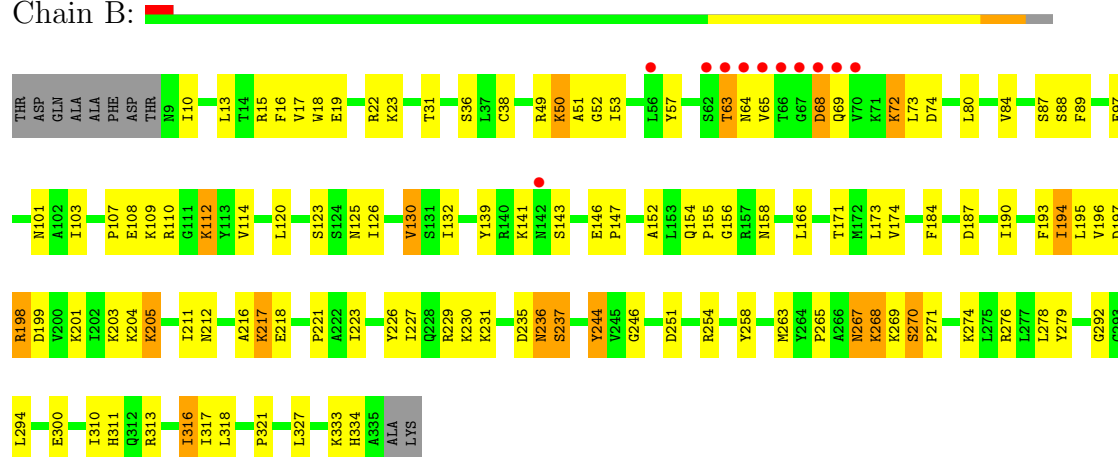 Chain B:
THR ASP GLN ALA ALA PHE ASP THR N9 I10 L13 T14 R15 F16 V17 W18 E19 R22 K23 T31 S36 L37 C38 R49 K50 A51 G52 I53 L56 Y57 S62 T63 N64 V65 T66 G67 D68 Q69 V70 K71 K72 L73 D74 L80 V84 S87 S88 F89
N101 A102 I103 P107 E108 K109 R110 G111 K112 Y113 V114 L120 S123 S124 N125 I126 V130 S131 I132 Y139 R140 K141 N142 S143 E146 P147 A152 L153 Q154 P155 G156 R157 N158 L166 T171 M172 L173 V174 F184 D187 I190 F193 I194 L195 V196 D197
R198 D199 V200 K201 I202 K203 K204 K205 I211 N212 A216 K217 E218 P221 A222 I223 Y226 I227 Q228 R229 K230 K231 D235 N236 S237 Y244 V245 G246 D251 R254 Y258 M263 Y264 P265 A266 N267 K268 K269 S270 P271 K274 L275 R276 L277 L278 Y279 G292
L294 E300 I310 H311 Q312 R313 I316 I317 L318 P321 L327 K333 H334 A335 ALA LYS